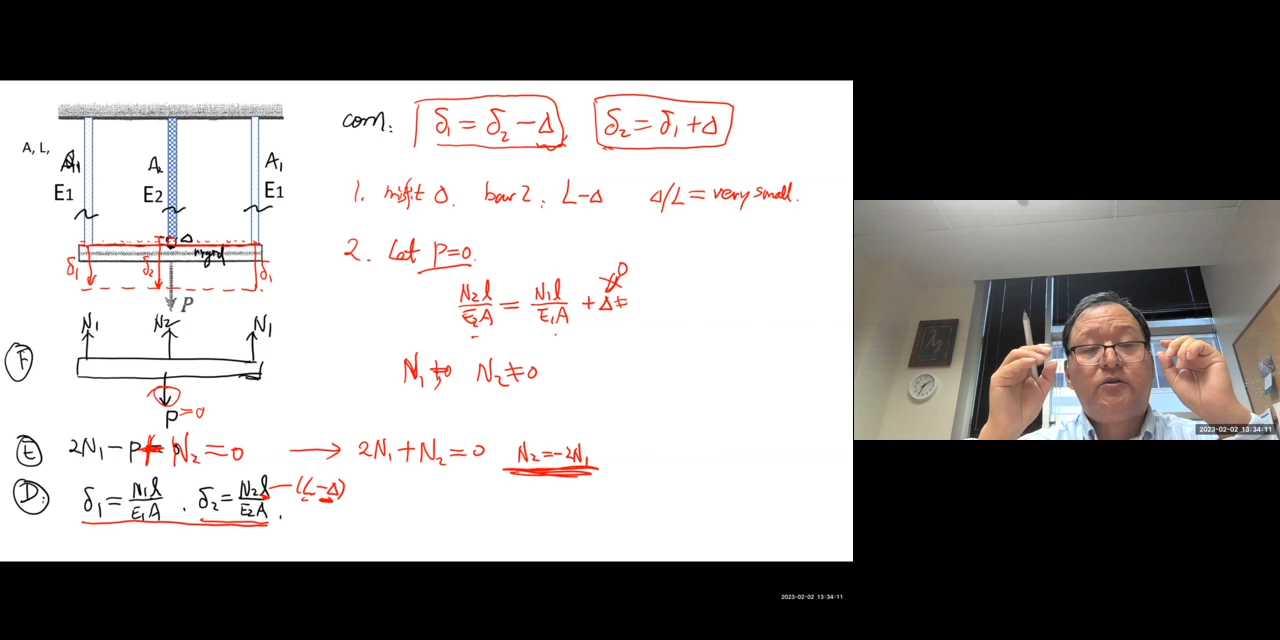 com: δ₁ = δ₂ − Δ δ₂ = δ₁ + Δ
A, L,
A₁ A₂ A₁
E1 E2 E1
1. misfit Δ. bar 2: L−Δ Δ/L = very small.
Δ
rigid
δ₁ δ₂ δ₁
P
2. Let P=0.
N₂l/E₂A = N₁l/E₁A + Δ≠0
N₁ N₂ N₁
F
P=0
N₁≠0 N₂≠0
E 2N₁ − P + N₂ = 0 → 2N₁ + N₂ = 0 N₂ = −2N₁
D: δ₁ = N₁l/E₁A . δ₂ = N₂l/E₂A . (L−Δ)
2023-02-02 13:34:11
2023-02-02 13:34:11